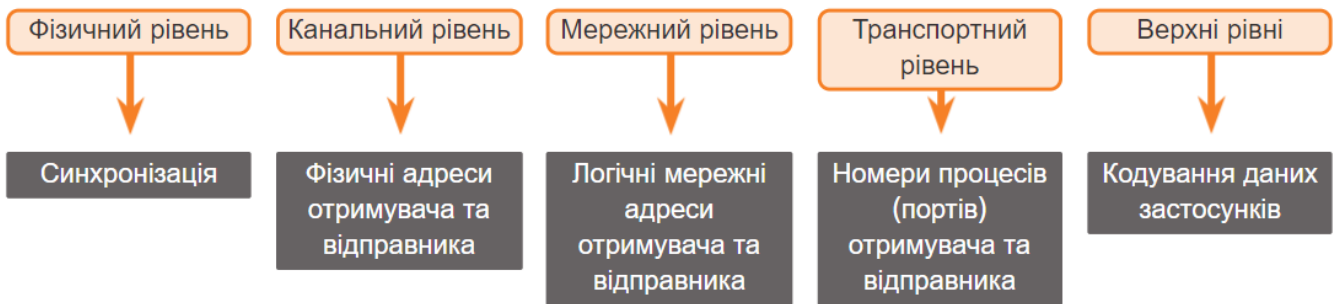 Фізичний рівень
Канальний рівень
Мережний рівень
Транспортний
рівень
Верхні рівні
Синхронізація
Фізичні адреси
отримувача та
відправника
Логічні мережні
адреси
отримувача та
відправника
Номери процесів
(портів)
отримувача та
відправника
Кодування даних
застосунків